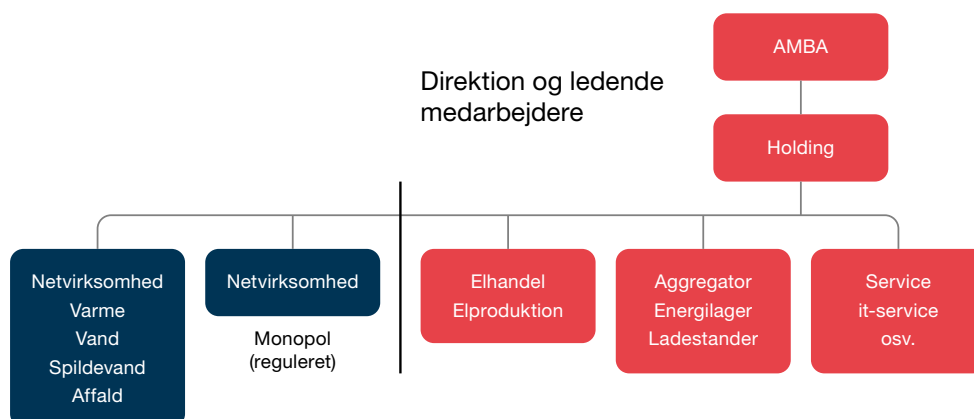 AMBA
Direktion og ledende
medarbejdere
Holding
Netvirksomhed
Varme
Vand
Spildevand
Affald
Netvirksomhed
Monopol
(reguleret)
Elhandel
Elproduktion
Aggregator
Energilager
Ladestander
Service
it-service
osv.